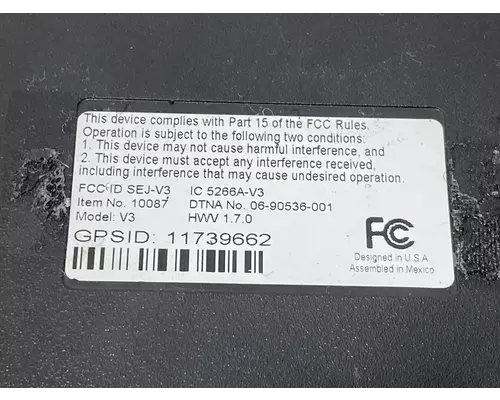 This device complies with Part 15 of the FCC Rules.
Operation is subject to the following two conditions:
1. This device may not cause harmful interference, and
2. This device must accept any interference received,
including interference that may cause undesired operation.
FCC ID SEJ-V3 IC 5266A-V3
Item No. 10087 DTNA No. 06-90536-001
Model: V3 HWV 1.7.0
GPSID: 11739662
FCC
Designed in U.S.A
Assembled in Mexico